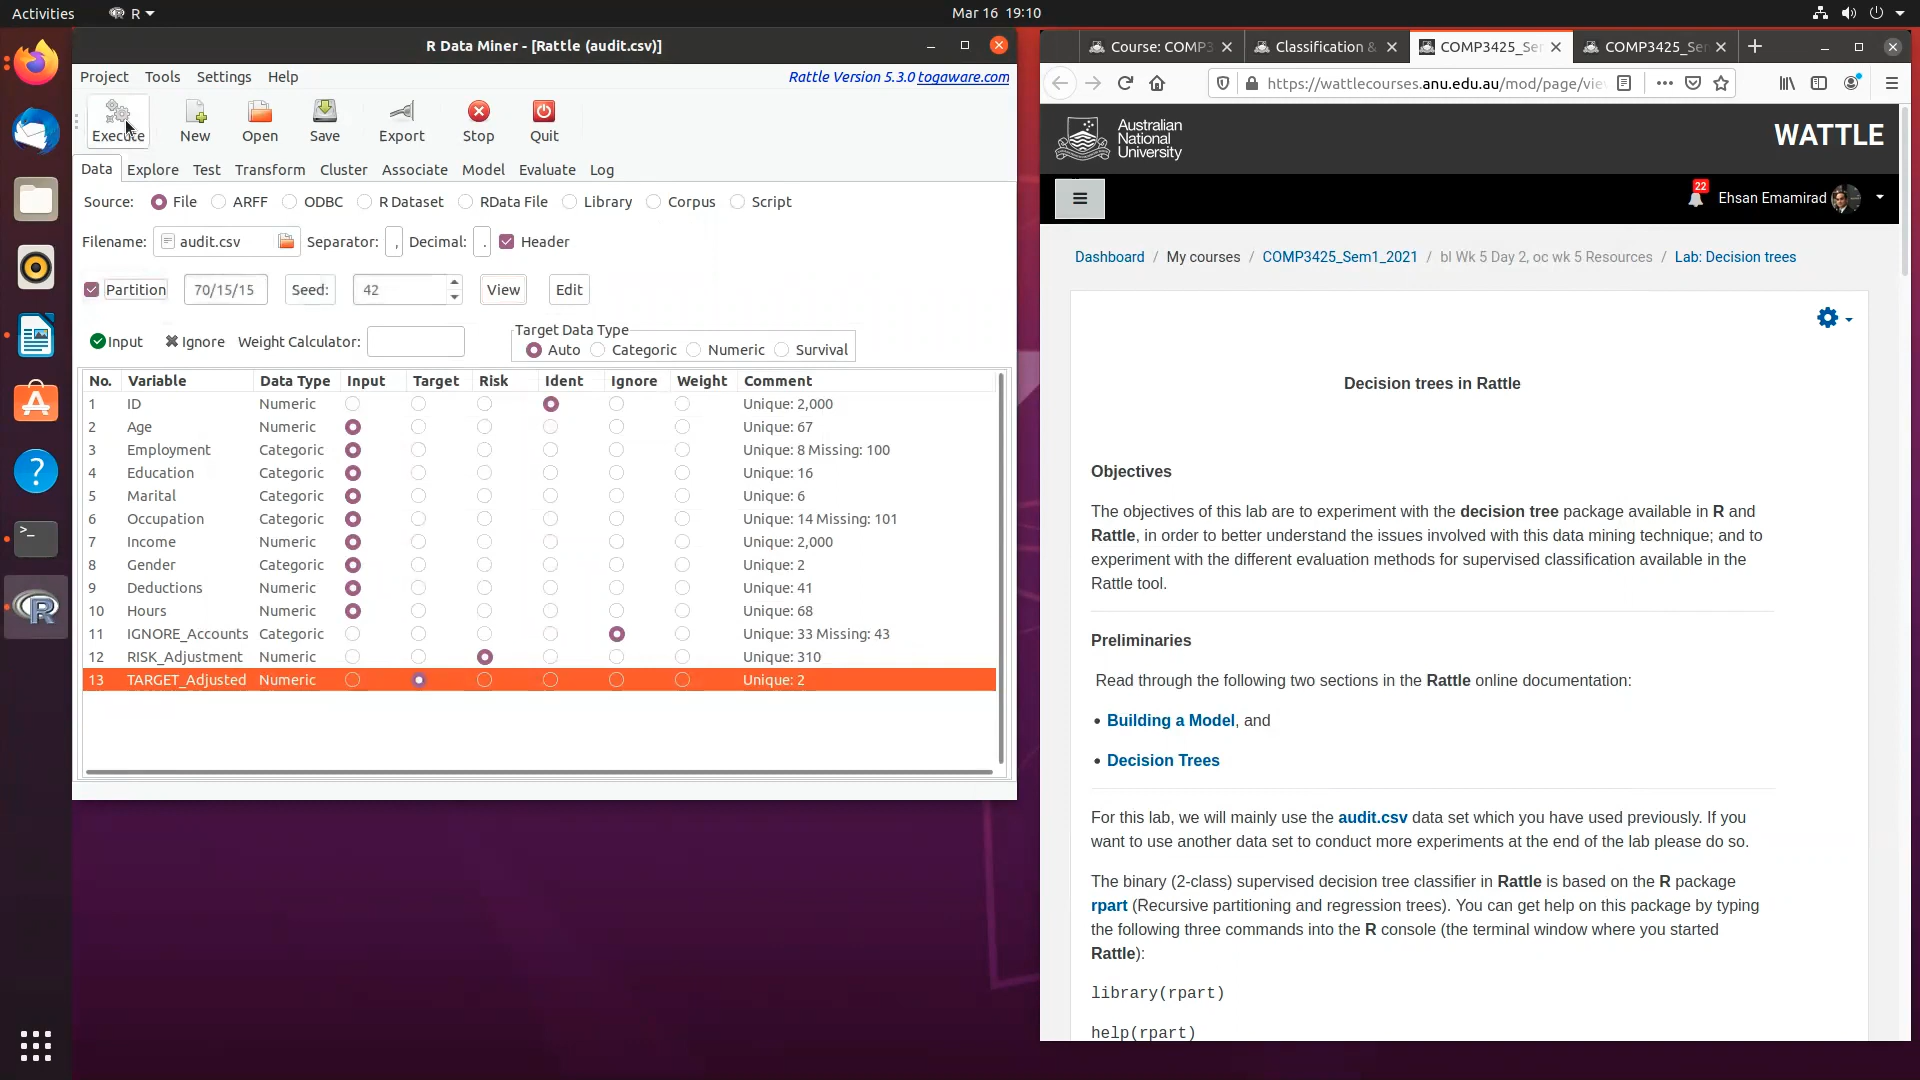 Activities
R
Mar 16 19:10
R Data Miner - [Rattle (audit.csv)]
Project Tools Settings Help
Rattle Version 5.3.0 togaware.com
Execute New Open Save Export Stop Quit
Data Explore Test Transform Cluster Associate Model Evaluate Log
Source: File ARFF ODBC R Dataset RData File Library Corpus Script
Filename: audit.csv Separator: , Decimal: . Header
Partition 70/15/15 Seed: 42 View Edit
Input Ignore Weight Calculator:
Target Data Type
Auto Categoric Numeric Survival
No. Variable Data Type Input Target Risk Ident Ignore Weight Comment
1 ID Numeric Unique: 2,000
2 Age Numeric Unique: 67
3 Employment Categoric Unique: 8 Missing: 100
4 Education Categoric Unique: 16
5 Marital Categoric Unique: 6
6 Occupation Categoric Unique: 14 Missing: 101
7 Income Numeric Unique: 2,000
8 Gender Categoric Unique: 2
9 Deductions Numeric Unique: 41
10 Hours Numeric Unique: 68
11 IGNORE_Accounts Categoric Unique: 33 Missing: 43
12 RISK_Adjustment Numeric Unique: 310
13 TARGET_Adjusted Numeric Unique: 2
Course: COMP3 Classification & COMP3425_Sem COMP3425_Se
https://wattlecourses.anu.edu.au/mod/page/view
Australian
National
University
WATTLE
22
Ehsan Emamirad
Dashboard / My courses / COMP3425_Sem1_2021 / bl Wk 5 Day 2, oc wk 5 Resources / Lab: Decision trees
Decision trees in Rattle
Objectives
The objectives of this lab are to experiment with the decision tree package available in R and
Rattle, in order to better understand the issues involved with this data mining technique; and to
experiment with the different evaluation methods for supervised classification available in the
Rattle tool.
Preliminaries
Read through the following two sections in the Rattle online documentation:
• Building a Model, and
• Decision Trees
For this lab, we will mainly use the audit.csv data set which you have used previously. If you
want to use another data set to conduct more experiments at the end of the lab please do so.
The binary (2-class) supervised decision tree classifier in Rattle is based on the R package
rpart (Recursive partitioning and regression trees). You can get help on this package by typing
the following three commands into the R console (the terminal window where you started
Rattle):
library(rpart)
help(rpart)